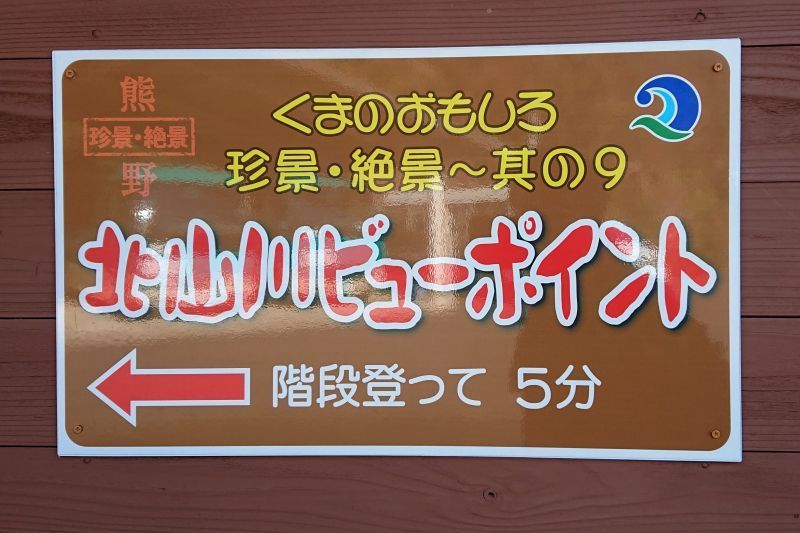 熊
珍景・絶景
野
くまのおもしろ
珍景・絶景～其の9
北山川ビューポイント
階段登って 5分